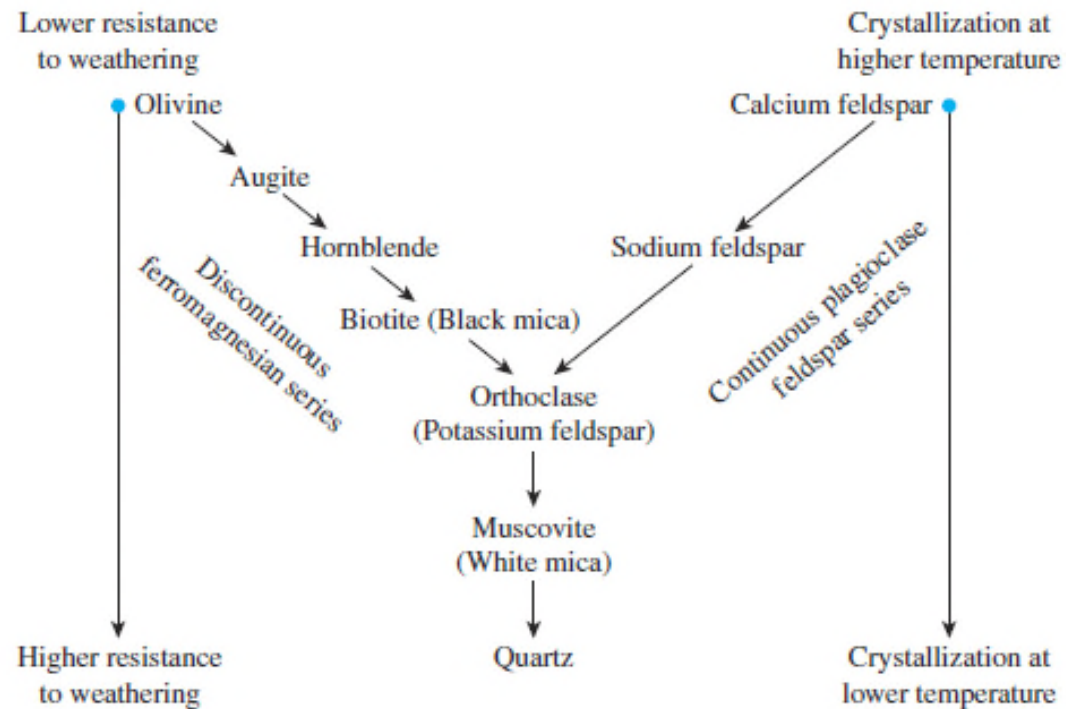 Lower resistance
to weathering
Crystallization at
higher temperature
Olivine
Calcium feldspar
Augite
Hornblende
Sodium feldspar
Discontinuous
ferromagnesian series
Continuous plagioclase
feldspar series
Biotite (Black mica)
Orthoclase
(Potassium feldspar)
Muscovite
(White mica)
Higher resistance
to weathering
Quartz
Crystallization at
lower temperature